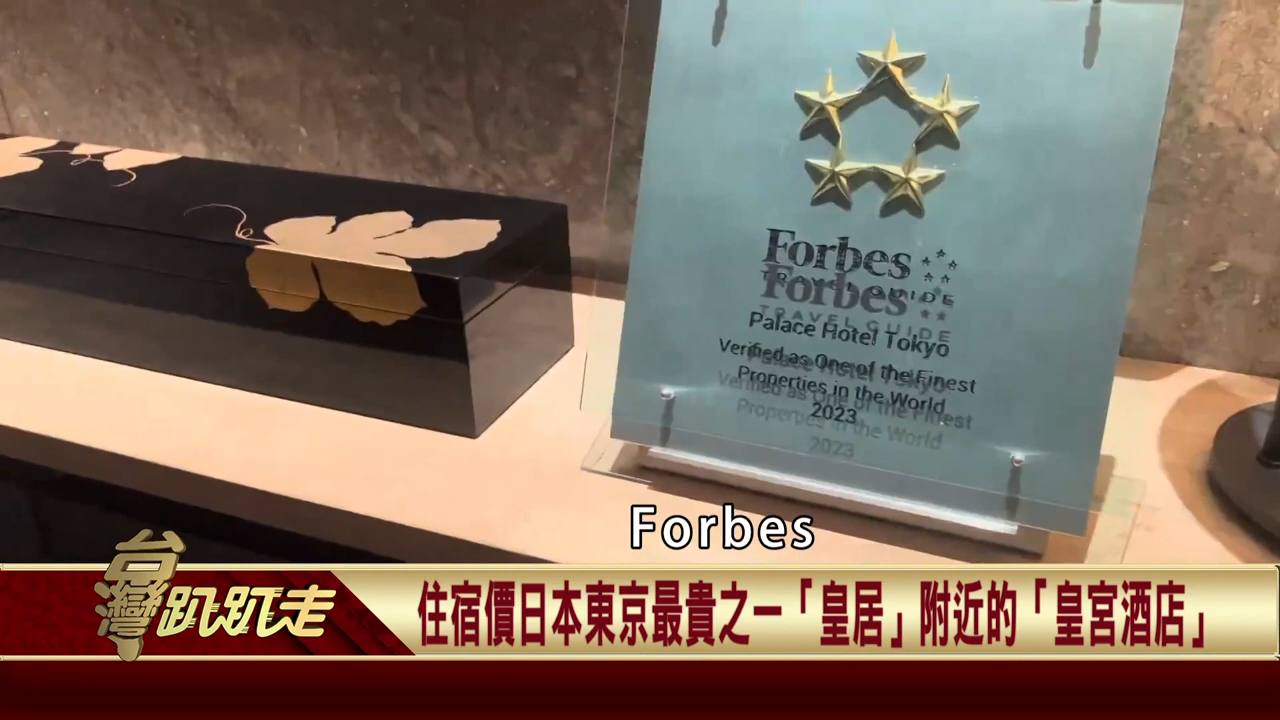 Forbes
TRAVEL GUIDE
Palace Hotel Tokyo
Verified as One of the Finest
Properties in the World
2023
Forbes
台灣趴趴走
住宿價日本東京最貴之一「皇居」附近的「皇宮酒店」